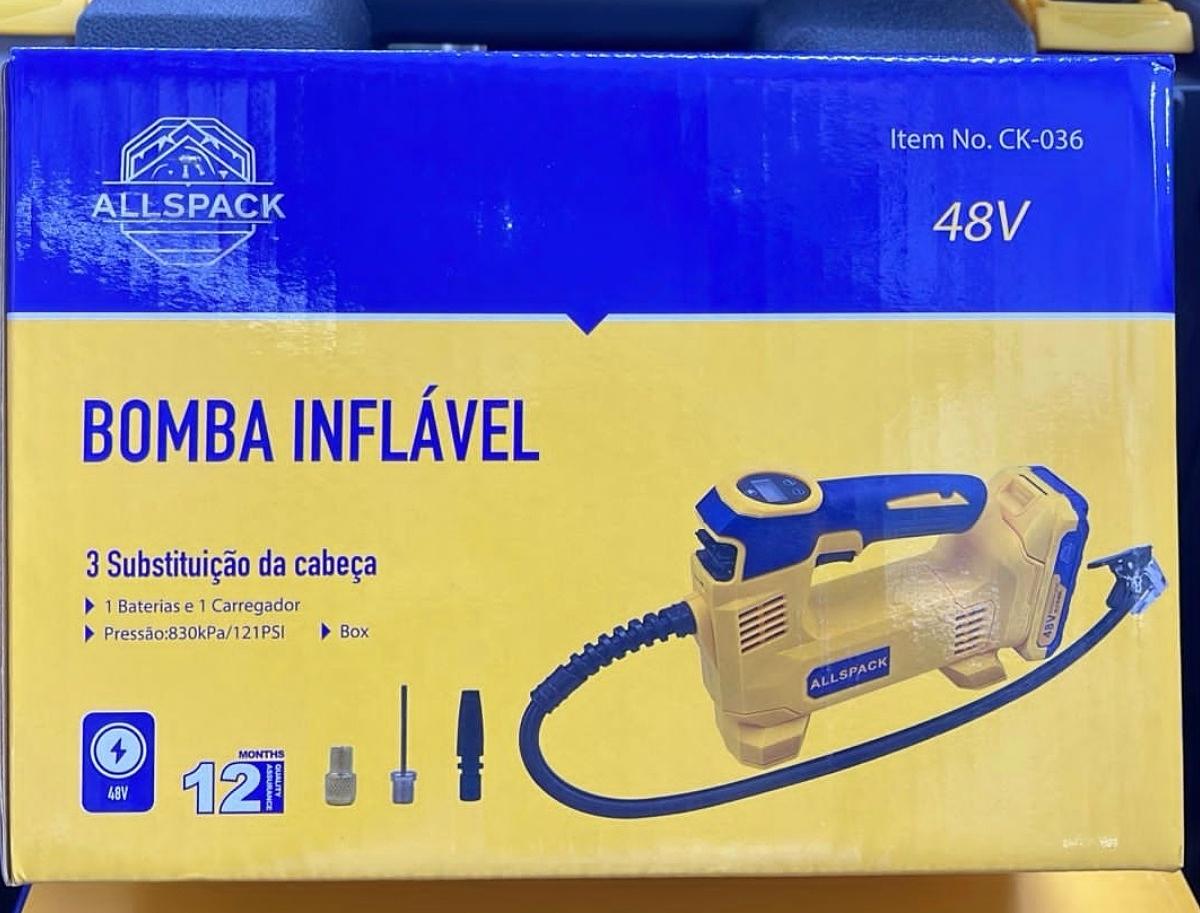 ALLSPACK
Item No. CK-036
48V
BOMBA INFLÁVEL
3 Substituição da cabeça
1 Baterias e 1 Carregador
Pressão:830kPa/121PSI
Box
ALLSPACK
48V
48V
12
MONTHS
QUALITY
ASSURANCE